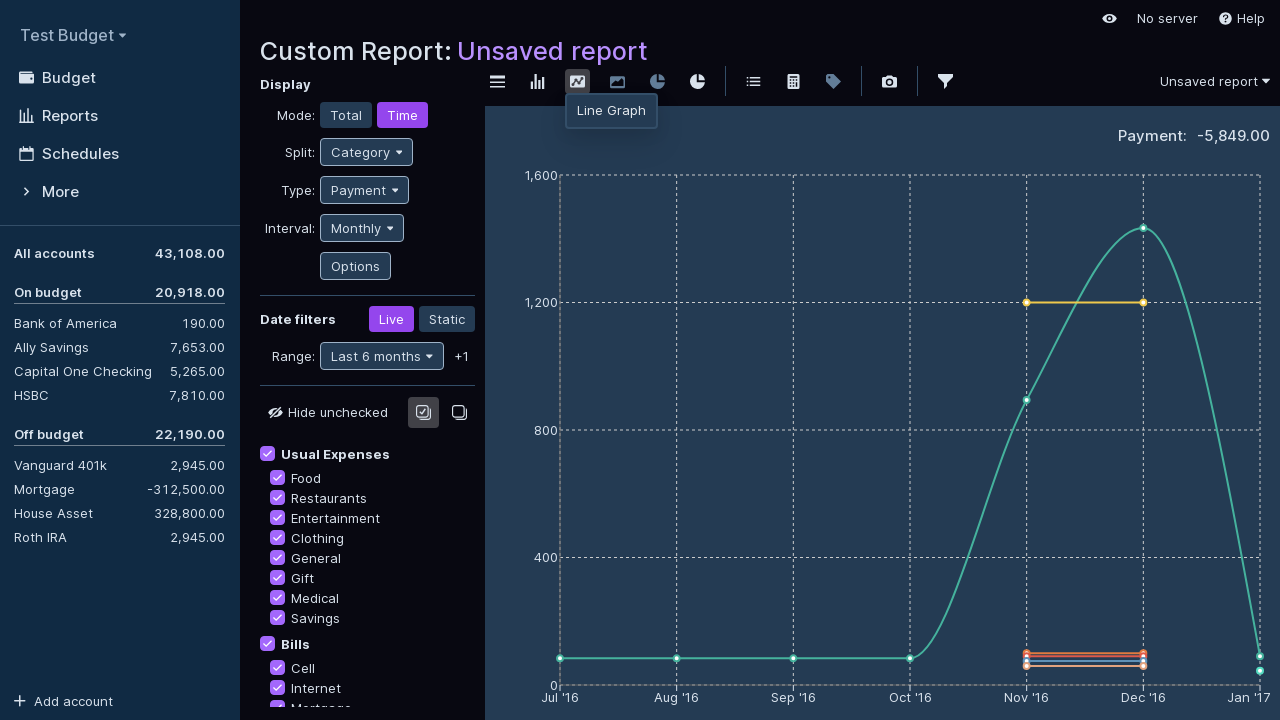 Test Budget
Budget
Reports
Schedules
More
All accounts 43,108.00
On budget 20,918.00
Bank of America 190.00
Ally Savings 7,653.00
Capital One Checking 5,265.00
HSBC 7,810.00
Off budget 22,190.00
Vanguard 401k 2,945.00
Mortgage -312,500.00
House Asset 328,800.00
Roth IRA 2,945.00
Add account
No server
Help
Custom Report: Unsaved report
Display
Mode: Total Time
Split: Category
Type: Payment
Interval: Monthly
Options
Date filters Live Static
Range: Last 6 months +1
Hide unchecked
Usual Expenses
Food
Restaurants
Entertainment
Clothing
General
Gift
Medical
Savings
Bills
Cell
Internet
Mortgage
Unsaved report
Line Graph
Payment: -5,849.00
1,600
1,200
800
400
0
Jul '16 Aug '16 Sep '16 Oct '16 Nov '16 Dec '16 Jan '17